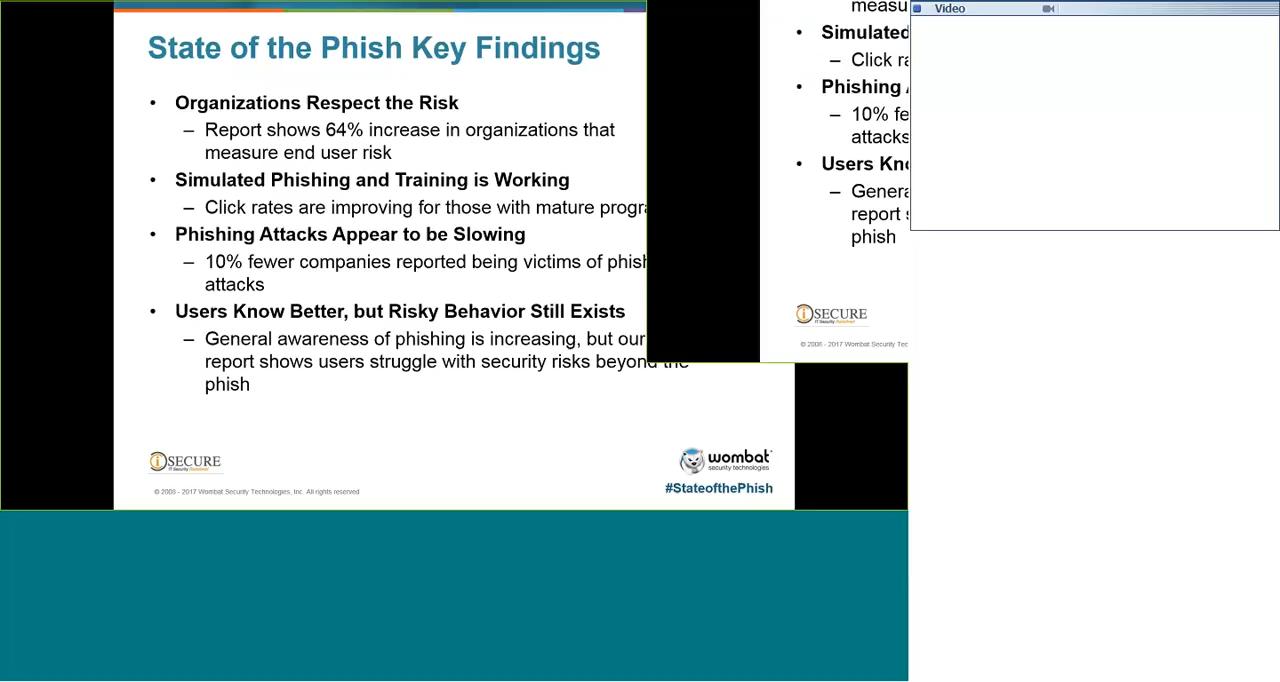 State of the Phish Key Findings
• Organizations Respect the Risk
– Report shows 64% increase in organizations that
measure end user risk
• Simulated Phishing and Training is Working
– Click rates are improving for those with mature progra
• Phishing Attacks Appear to be Slowing
– 10% fewer companies reported being victims of phish
attacks
• Users Know Better, but Risky Behavior Still Exists
– General awareness of phishing is increasing, but our
report shows users struggle with security risks beyond the
phish
iSECURE
© 2008 - 2017 Wombat Security Technologies, Inc. All rights reserved
wombat
security technologies
#StateofthePhish
measu
• Simulated
– Click ra
• Phishing
– 10% fe
attacks
• Users Kno
– Genera
report s
phish
iSECURE
© 2008 - 2017 Wombat Security Tec
Video